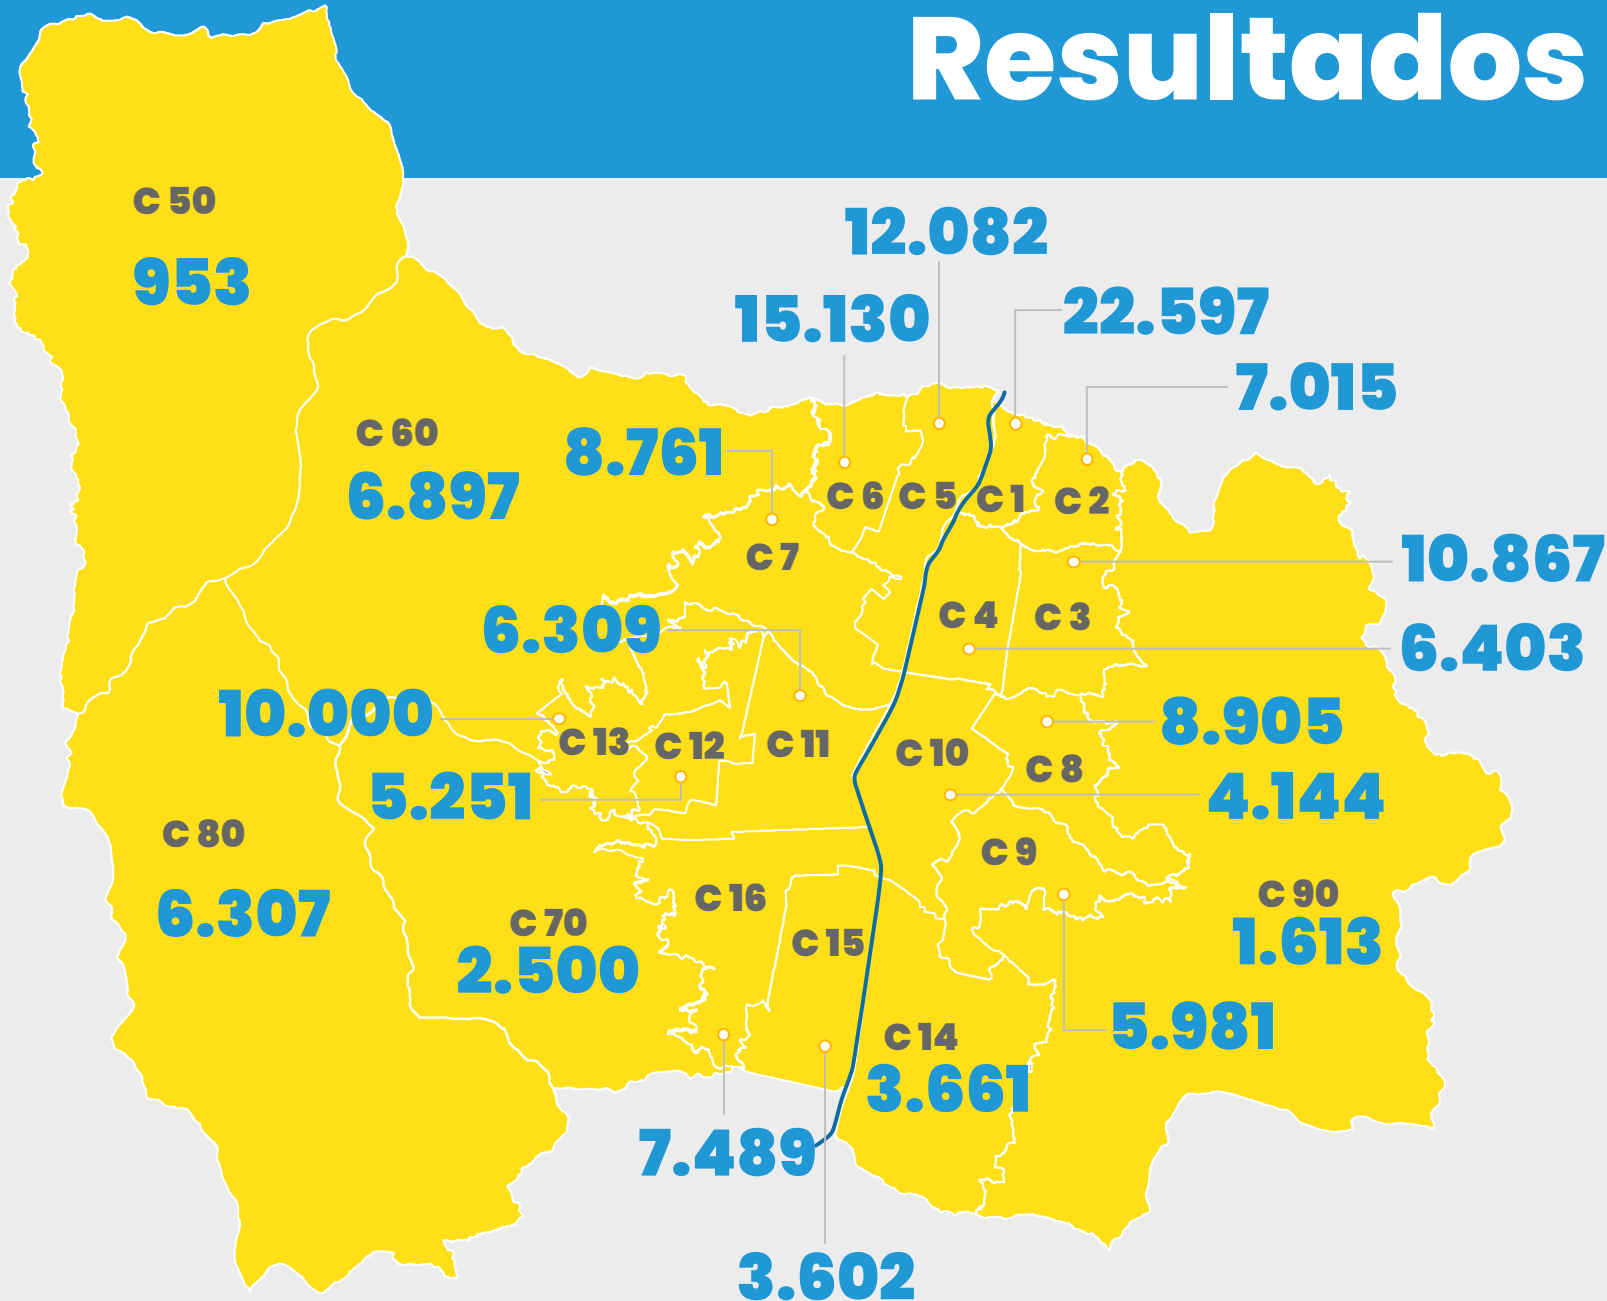 Resultados
C 50
953
12.082
15.130
22.597
7.015
C 60
8.761
6.897
C 6
C 5
C 1
C 2
C 7
10.867
C 4
C 3
6.309
6.403
10.000
8.905
C 13
C 12
C 11
C 10
C 8
5.251
4.144
C 80
C 9
C 16
C 90
6.307
C 70
C 15
1.613
2.500
5.981
C 14
3.661
7.489
3.602